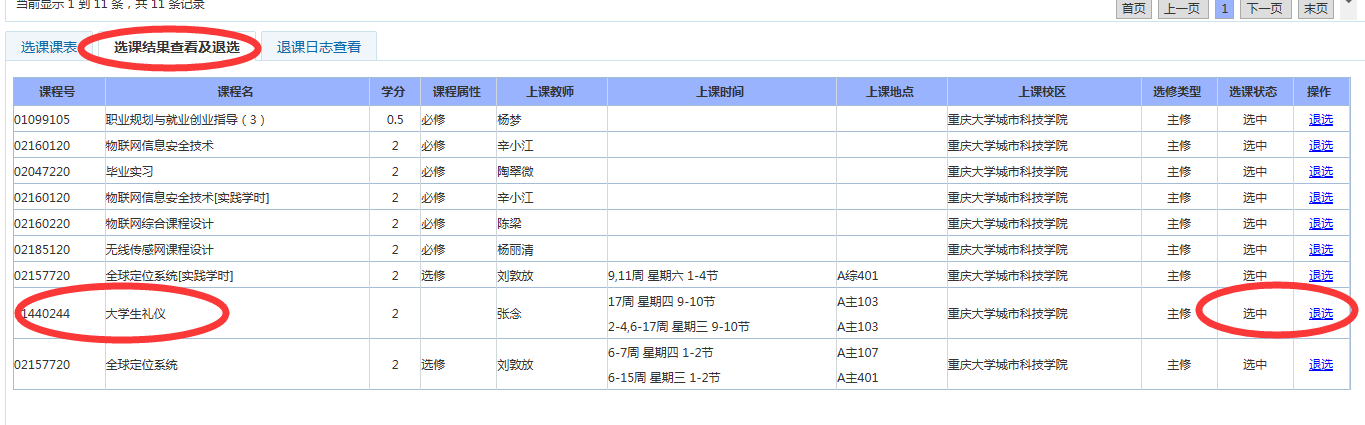 当前显示 1 到 11 条，共 11 条记录
首页 上一页 1 下一页 末页
选课课表 选课结果查看及退选 退课日志查看
课程号 课程名 学分 课程属性 上课教师 上课时间 上课地点 上课校区 选修类型 选课状态 操作
01099105 职业规划与就业创业指导（3） 0.5 必修 杨梦 重庆大学城市科技学院 主修 选中 退选
02160120 物联网信息安全技术 2 必修 辛小江 重庆大学城市科技学院 主修 选中 退选
02047220 毕业实习 2 必修 陶翠微 重庆大学城市科技学院 主修 选中 退选
02160120 物联网信息安全技术[实践学时] 2 必修 辛小江 重庆大学城市科技学院 主修 选中 退选
02160220 物联网综合课程设计 2 必修 陈梁 重庆大学城市科技学院 主修 选中 退选
02185120 无线传感网课程设计 2 必修 杨丽清 重庆大学城市科技学院 主修 选中 退选
02157720 全球定位系统[实践学时] 2 选修 刘敦放 9,11周 星期六 1-4节 A综401 重庆大学城市科技学院 主修 选中 退选
1440244 大学生礼仪 2 张念 17周 星期四 9-10节 A主103 重庆大学城市科技学院 主修 选中 退选
2-4,6-17周 星期三 9-10节 A主103
02157720 全球定位系统 2 选修 刘敦放 6-7周 星期四 1-2节 A主107 重庆大学城市科技学院 主修 选中 退选
6-15周 星期三 1-2节 A主401